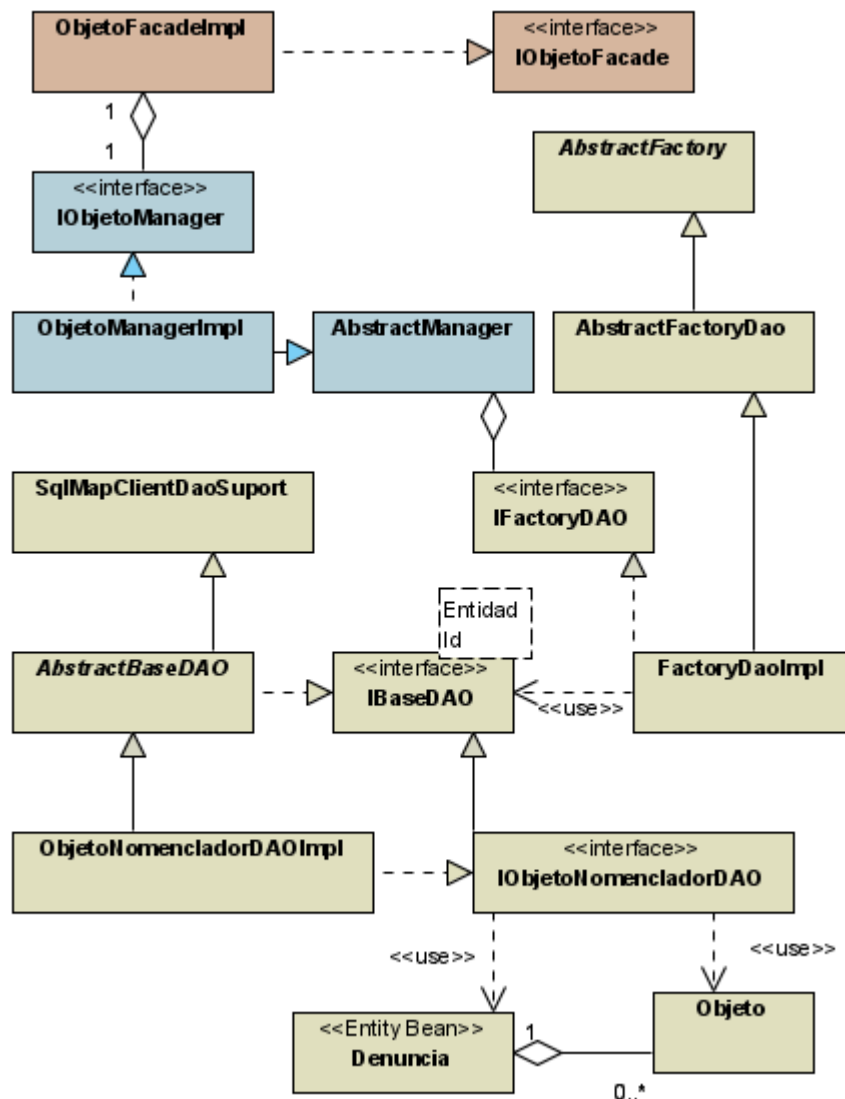 ObjetoFacadeImpl
<<interface>>
IObjetoFacade
1
1
<<interface>>
IObjetoManager
AbstractFactory
ObjetoManagerImpl
AbstractManager
AbstractFactoryDao
SqlMapClientDaoSuport
<<interface>>
IFactoryDAO
Entidad
Id
AbstractBaseDAO
<<interface>>
IBaseDAO
<<use>>
FactoryDaoImpl
ObjetoNomencladorDAOImpl
<<interface>>
IObjetoNomencladorDAO
<<use>>
<<use>>
<<Entity Bean>>
Denuncia
1
0..*
Objeto